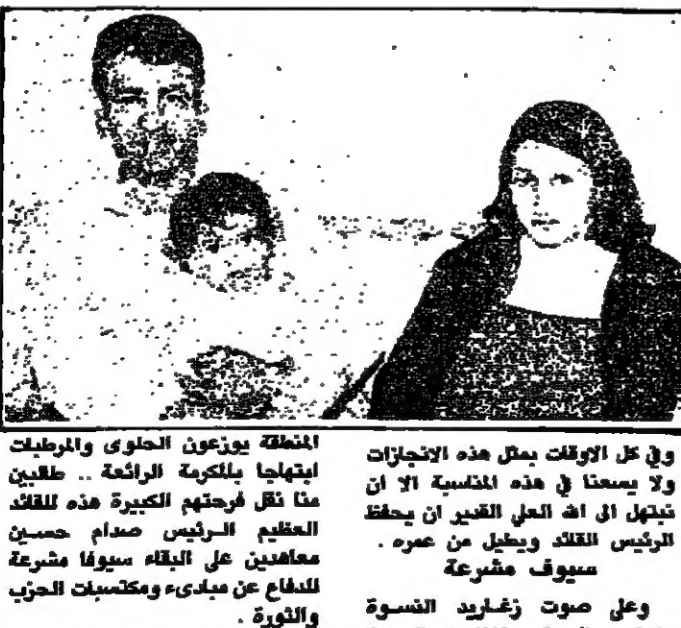 وفي كل الاوقات بمثل هذه الانجازات
ولا يسعنا في هذه المناسبة الا ان
نبتهل الى الله العلي القدير ان يحفظ
الرئيس القائد ويطيل من عمره .
سيوف مشرعة
وعلى صوت زغاريد النسوة
المنطقة يوزعون الحلوى والمرطبات
ابتهاجا بالمكرمة الرائعة .. طالبين
منا نقل فرحتهم الكبيرة هذه للقائد
العظيم الرئيس صدام حسين
معاهدين على البقاء سيوفا مشرعة
للدفاع عن مبادىء ومكتسبات الحزب
والثورة .